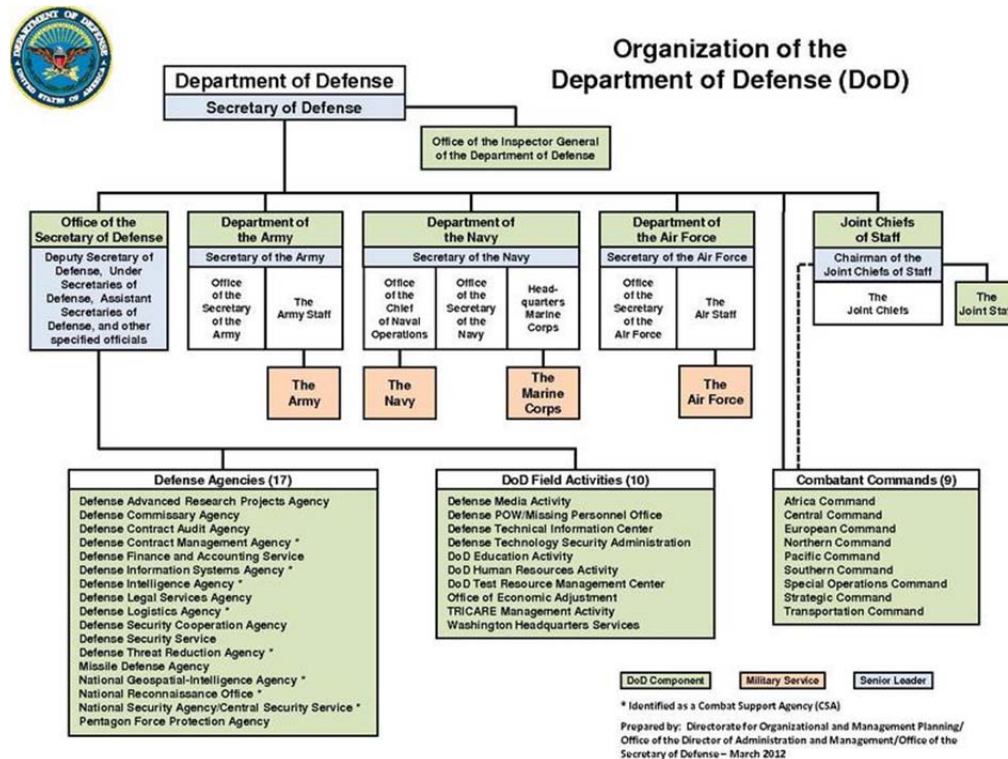 DEPARTMENT OF DEFENSE
UNITED STATES OF AMERICA
Organization of the
Department of Defense (DoD)
Department of Defense
Secretary of Defense
Office of the Inspector General
of the Department of Defense
Office of the
Secretary of Defense
Deputy Secretary of
Defense, Under
Secretaries of
Defense, Assistant
Secretaries of
Defense, and other
specified officials
Department of
the Army
Secretary of the Army
Office
of the
Secretary
of the
Army
The
Army Staff
The
Army
Department of
the Navy
Secretary of the Navy
Office
of the
Chief
of Naval
Operations
Office
of the
Secretary
of the
Navy
Head-
quarters
Marine
Corps
The
Navy
The
Marine
Corps
Department of
the Air Force
Secretary of the Air Force
Office
of the
Secretary
of the
Air Force
The
Air Staff
The
Air Force
Joint Chiefs
of Staff
Chairman of the
Joint Chiefs of Staff
The
Joint Chiefs
The
Joint Staf
Defense Agencies (17)
Defense Advanced Research Projects Agency
Defense Commissary Agency
Defense Contract Audit Agency
Defense Contract Management Agency *
Defense Finance and Accounting Service
Defense Information Systems Agency *
Defense Intelligence Agency *
Defense Legal Services Agency
Defense Logistics Agency *
Defense Security Cooperation Agency
Defense Security Service
Defense Threat Reduction Agency *
Missile Defense Agency
National Geospatial-Intelligence Agency *
National Reconnaissance Office *
National Security Agency/Central Security Service *
Pentagon Force Protection Agency
DoD Field Activities (10)
Defense Media Activity
Defense POW/Missing Personnel Office
Defense Technical Information Center
Defense Technology Security Administration
DoD Education Activity
DoD Human Resources Activity
DoD Test Resource Management Center
Office of Economic Adjustment
TRICARE Management Activity
Washington Headquarters Services
Combatant Commands (9)
Africa Command
Central Command
European Command
Northern Command
Pacific Command
Southern Command
Special Operations Command
Strategic Command
Transportation Command
DoD Component
Military Service
Senior Leader
* Identified as a Combat Support Agency (CSA)
Prepared by: Directorate for Organizational and Management Planning/
Office of the Director of Administration and Management/Office of the
Secretary of Defense – March 2012